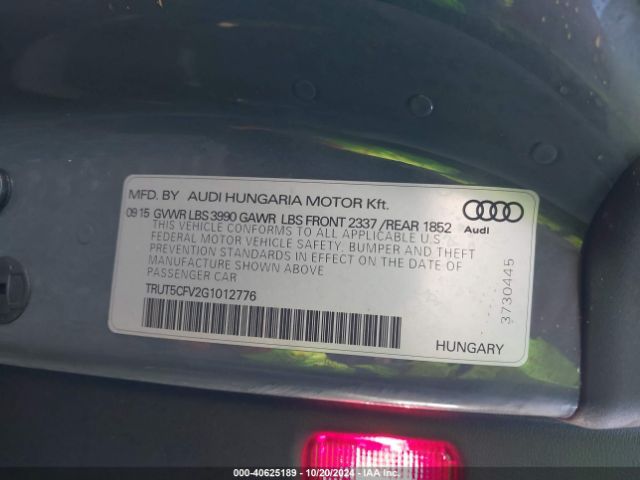 MFD. BY AUDI HUNGARIA MOTOR Kft.
09 15 GVWR LBS 3990 GAWR LBS FRONT 2337 /REAR 1852
THIS VEHICLE CONFORMS TO ALL APPLICABLE U.S
FEDERAL MOTOR VEHICLE SAFETY. BUMPER AND THEFT
PREVENTION STANDARDS IN EFFECT ON THE DATE OF
MANUFACTURE SHOWN ABOVE
PASSENGER CAR
TRUT5CFV2G1012776
Audi
3730445
HUNGARY
000-40625189 - 10/20/2024 - IAA Inc.